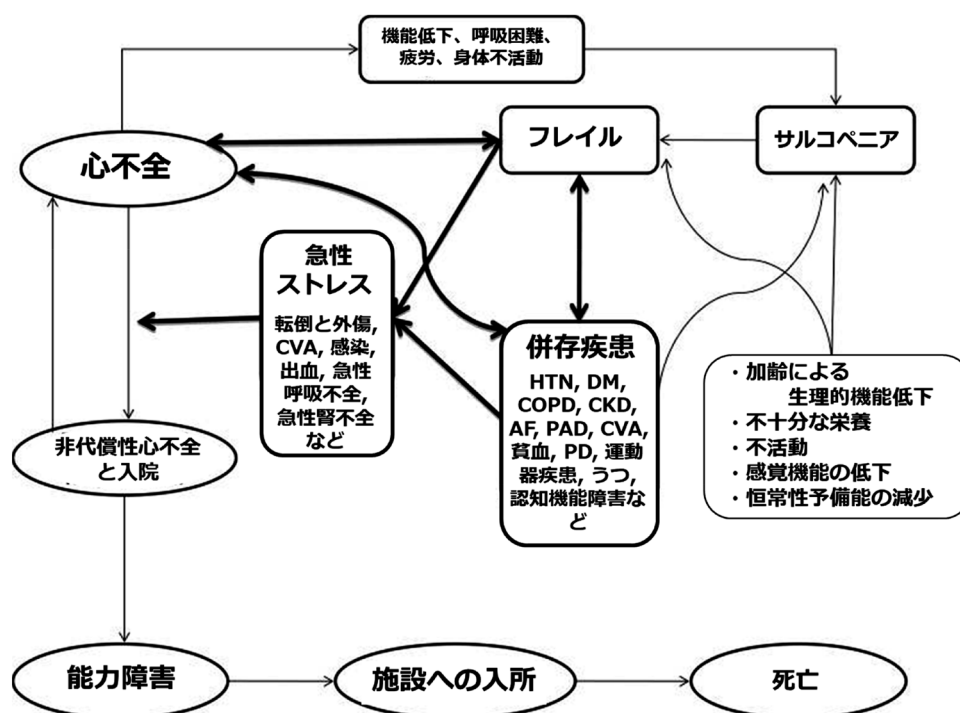 機能低下、呼吸困難、
疲労、身体不活動
心不全
フレイル
サルコペニア
急性
ストレス
転倒と外傷,
CVA, 感染,
出血, 急性
呼吸不全,
急性腎不全
など
併存疾患
HTN, DM,
COPD, CKD,
AF, PAD, CVA,
貧血, PD, 運動
器疾患, うつ,
認知機能障害な
ど
・加齢による
生理的機能低下
・不十分な栄養
・不活動
・感覚機能の低下
・恒常性予備能の減少
非代償性心不全
と入院
能力障害
施設への入所
死亡